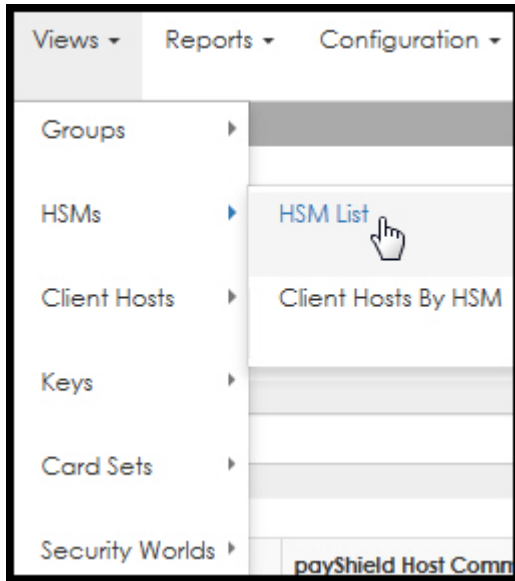 Views Reports Configuration
Groups
HSMs
HSM List
Client Hosts
Client Hosts By HSM
Keys
Card Sets
Security Worlds
payShield Host Comm